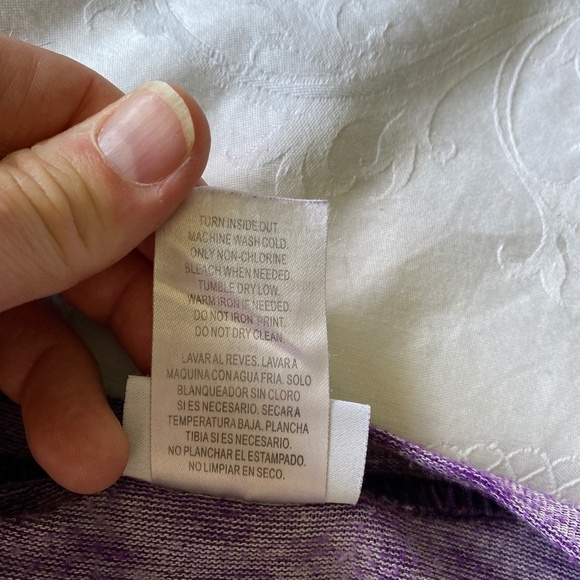 TURN INSIDE OUT
MACHINE WASH COLD.
ONLY NON-CHLORINE
BLEACH WHEN NEEDED.
TUMBLE DRY LOW.
WARM IRON IF NEEDED.
DO NOT IRON PRINT.
DO NOT DRY CLEAN
LAVAR AL REVES. LAVAR A
MAQUINA CON AGUA FRIA. SOLO
BLANQUEADOR SIN CLORO
SI ES NECESARIO. SECAR A
TEMPERATURA BAJA. PLANCHA
TIBIA SI ES NECESARIO.
NO PLANCHAR EL ESTAMPADO.
NO LIMPIAR EN SECO.